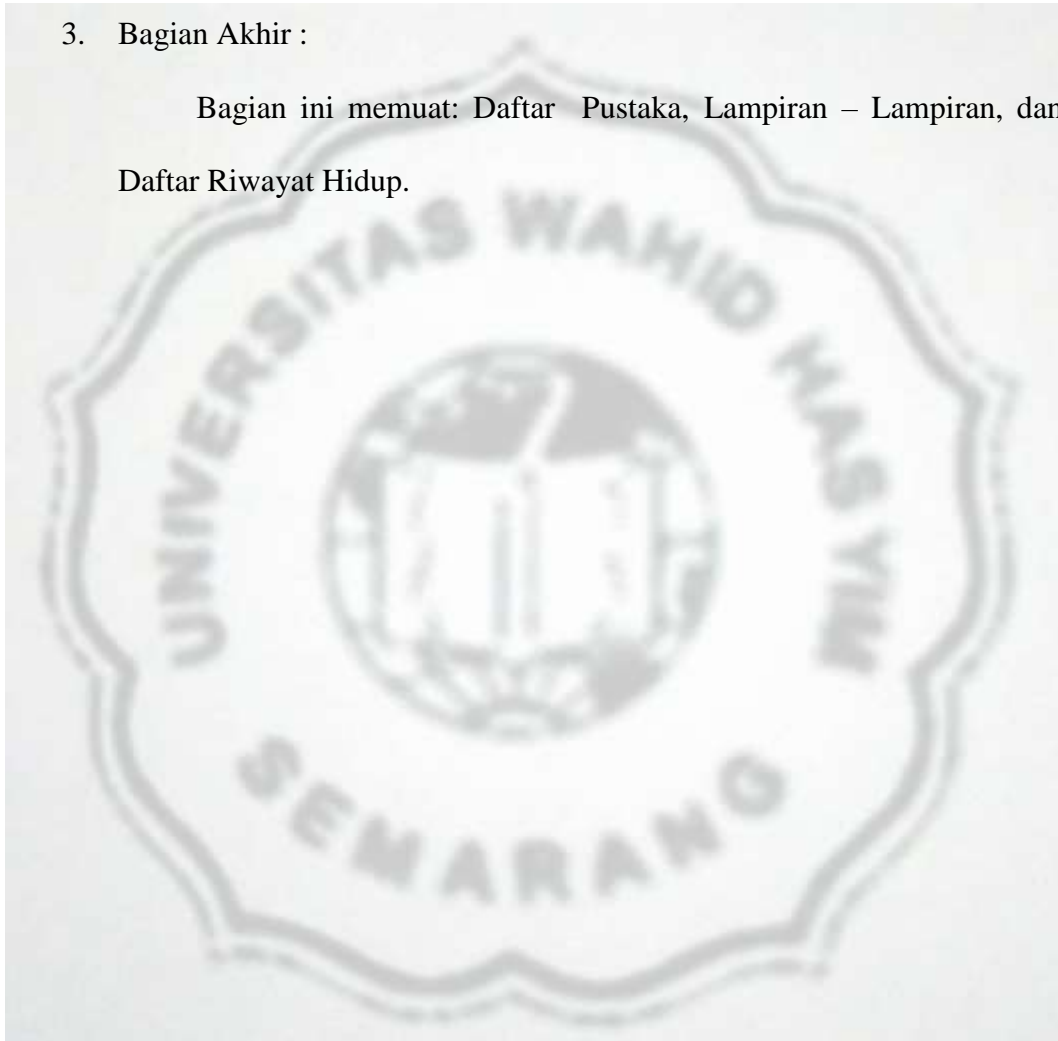 3. Bagian Akhir :
Bagian ini memuat: Daftar Pustaka, Lampiran – Lampiran, dan
Daftar Riwayat Hidup.
UNIVERSITAS WAHID HASYIM
SEMARANG